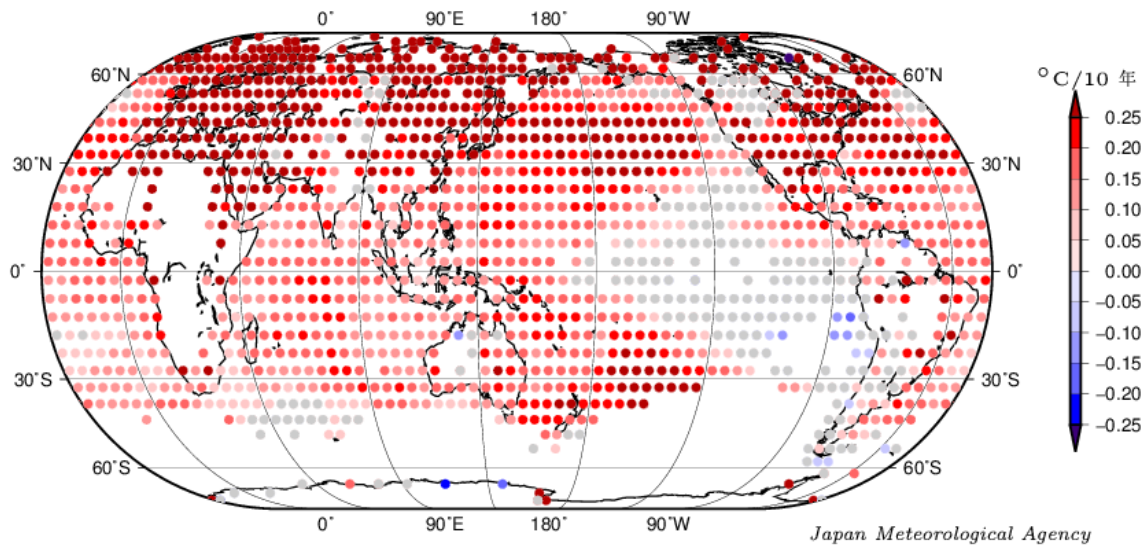 0° 90°E 180° 90°W
60°N 60°N
°C/10 年
0.25
0.20
30°N 30°N
0.15
0.10
0.05
0° 0°
0.00
−0.05
−0.10
−0.15
30°S 30°S
−0.20
−0.25
60°S 60°S
0° 90°E 180° 90°W
Japan Meteorological Agency